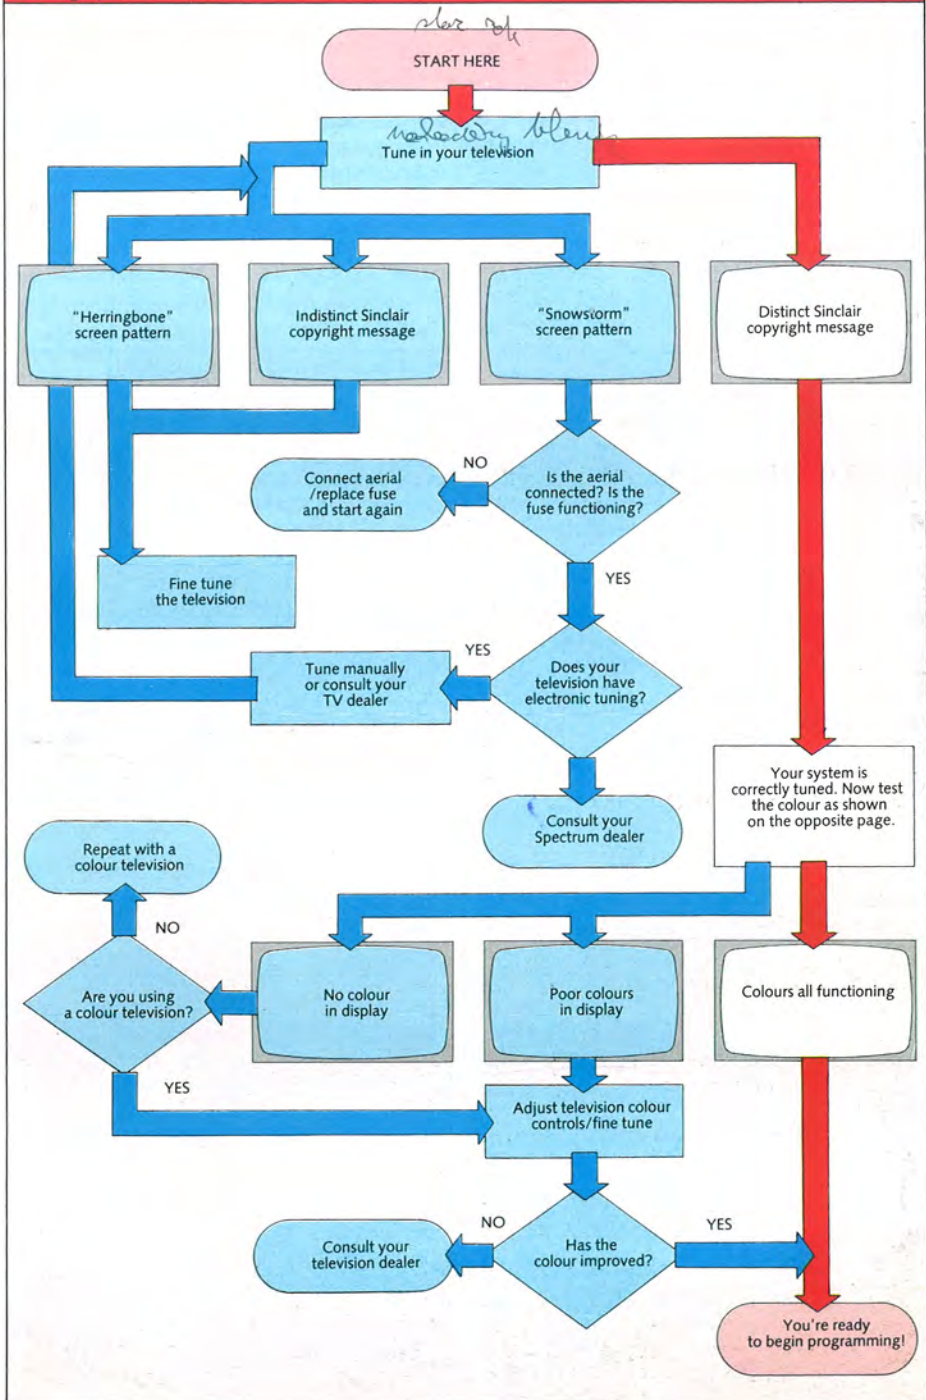 START HERE
Tune in your television
"Herringbone"
screen pattern
Indistinct Sinclair
copyright message
"Snowstorm"
screen pattern
Distinct Sinclair
copyright message
Connect aerial
/replace fuse
and start again
NO
Is the aerial
connected? Is the
fuse functioning?
YES
Fine tune
the television
Tune manually
or consult your
TV dealer
YES
Does your
television have
electronic tuning?
Consult your
Spectrum dealer
Your system is
correctly tuned. Now test
the colour as shown
on the opposite page.
Repeat with a
colour television
NO
Are you using
a colour television?
No colour
in display
Poor colours
in display
Colours all functioning
YES
Adjust television colour
controls/fine tune
Consult your
television dealer
NO
Has the
colour improved?
YES
You're ready
to begin programming!